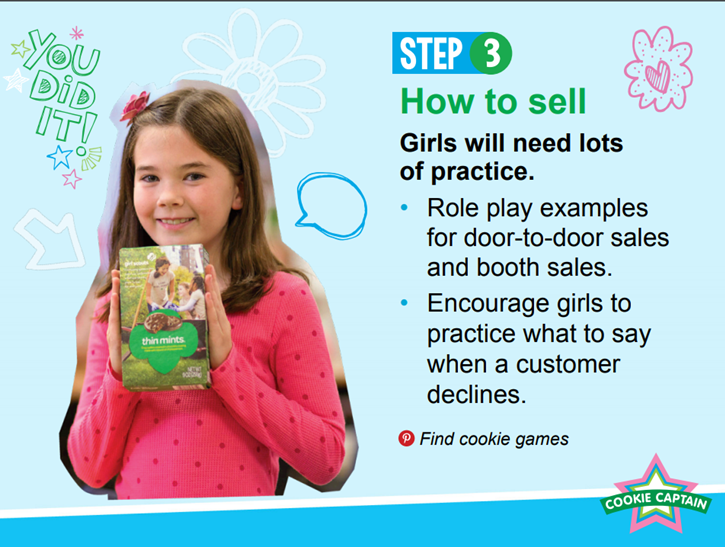 YOU
DiD
iT!
STEP 3
How to sell
Girls will need lots
of practice.
• Role play examples
for door-to-door sales
and booth sales.
• Encourage girls to
practice what to say
when a customer
declines.
Find cookie games
thin mints
NET WT
COOKIE CAPTAIN